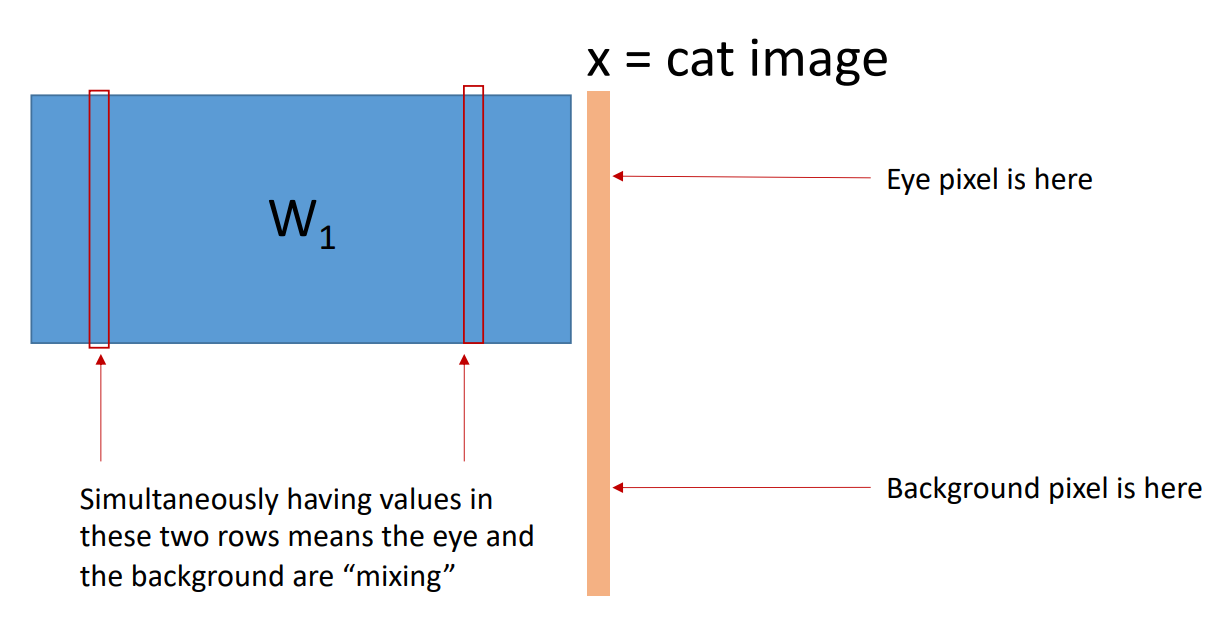 x = cat image
W1
Eye pixel is here
Background pixel is here
Simultaneously having values in
these two rows means the eye and
the background are “mixing”